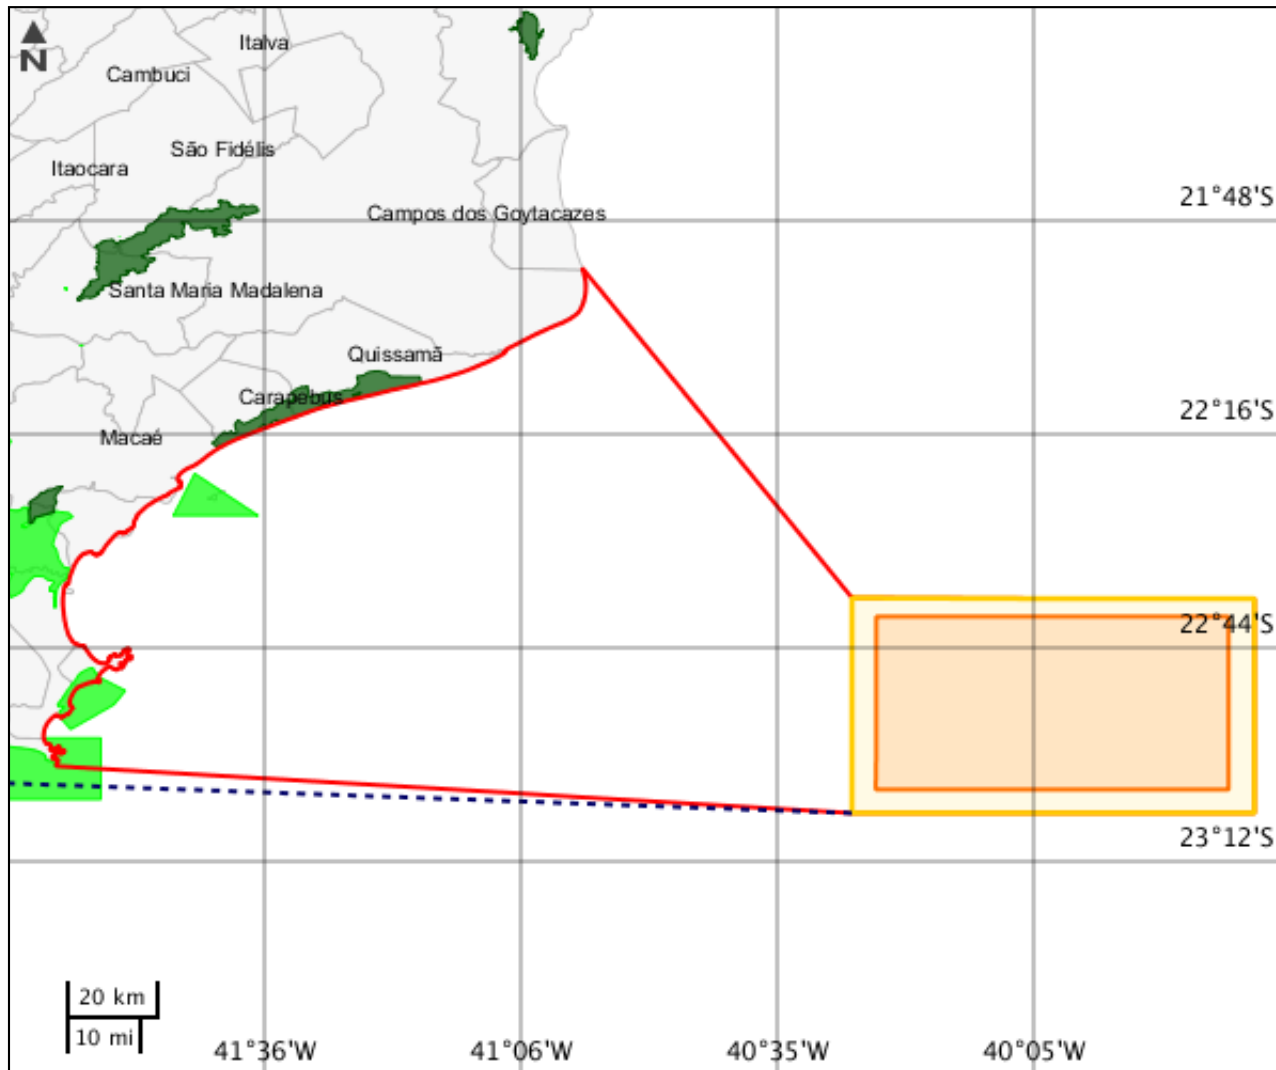 N
Italva
Cambuci
São Fidélis
Itaocara
21°48'S
Campos dos Goytacazes
Santa Maria Madalena
Quissamã
Carapebus
22°16'S
Macaé
22°44'S
23°12'S
20 km
10 mi
41°36'W
41°06'W
40°35'W
40°05'W